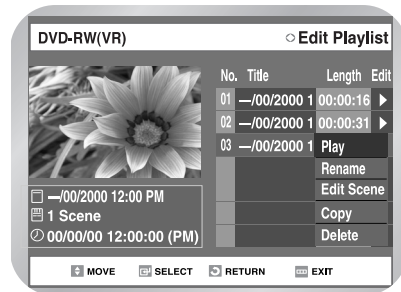 DVD-RW(VR) Edit Playlist
No. Title Length Edit
01 —/00/2000 1 00:00:16
02 —/00/2000 1 00:00:31
03 —/00/2000 1 Play
Rename
Edit Scene
Copy
Delete
—/00/2000 12:00 PM
1 Scene
00/00/00 12:00:00 (PM)
MOVE SELECT RETURN EXIT